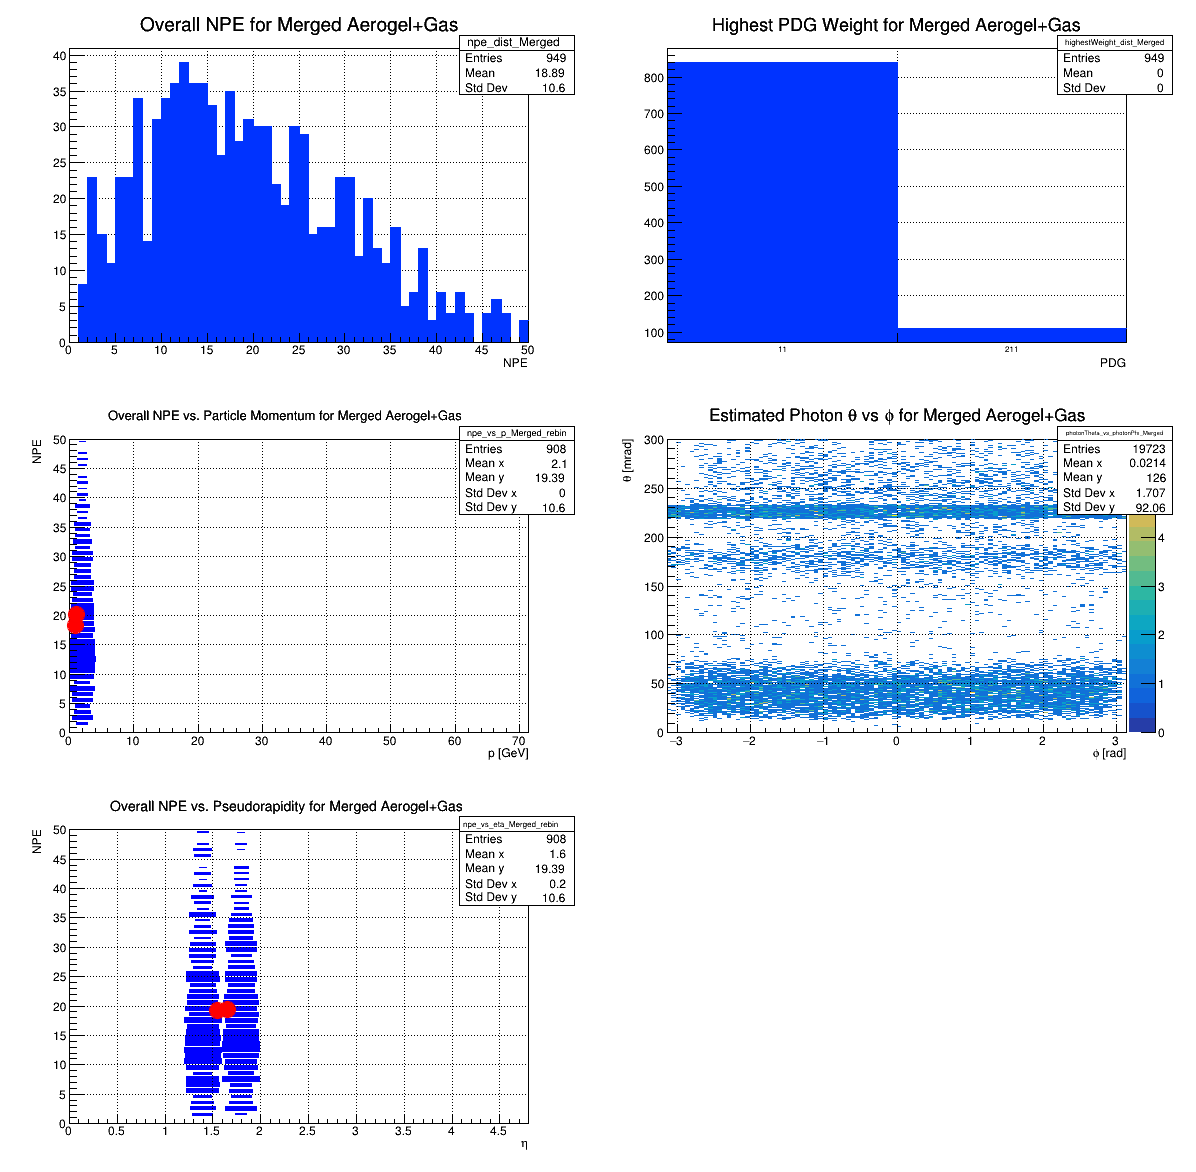 Overall NPE for Merged Aerogel+Gas
npe_dist_Merged
Entries 949
Mean 18.89
Std Dev 10.6
40
35
30
25
20
15
10
5
0
0 5 10 15 20 25 30 35 40 45 50
NPE
Highest PDG Weight for Merged Aerogel+Gas
highestWeight_dist_Merged
Entries 949
Mean 0
Std Dev 0
800
700
600
500
400
300
200
100
11 211
PDG
Overall NPE vs. Particle Momentum for Merged Aerogel+Gas
npe_vs_p_Merged_rebin
Entries 908
Mean x 2.1
Mean y 19.39
Std Dev x 0
Std Dev y 10.6
NPE
50
45
40
35
30
25
20
15
10
5
0
0 10 20 30 40 50 60 70
p [GeV]
Estimated Photon θ vs ϕ for Merged Aerogel+Gas
photonTheta_vs_photonPhi_Merged
Entries 19723
Mean x 0.0214
Mean y 126
Std Dev x 1.707
Std Dev y 92.06
θ [mrad]
300
250
200
150
100
50
0
−3 −2 −1 0 1 2 3
ϕ [rad]
4
3
2
1
0
Overall NPE vs. Pseudorapidity for Merged Aerogel+Gas
npe_vs_eta_Merged_rebin
Entries 908
Mean x 1.6
Mean y 19.39
Std Dev x 0.2
Std Dev y 10.6
NPE
50
45
40
35
30
25
20
15
10
5
0
0 0.5 1 1.5 2 2.5 3 3.5 4 4.5
η